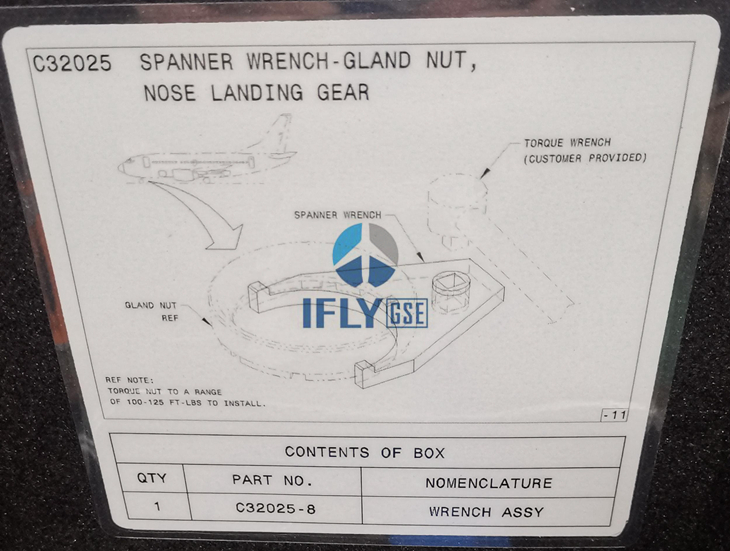 C32025 SPANNER WRENCH-GLAND NUT,
NOSE LANDING GEAR
TORQUE WRENCH
(CUSTOMER PROVIDED)
SPANNER WRENCH
IFLY GSE
GLAND NUT
REF
REF NOTE:
TORQUE NUT TO A RANGE
OF 100-125 FT-LBS TO INSTALL.
-11
CONTENTS OF BOX
QTY PART NO. NOMENCLATURE
1 C32025-8 WRENCH ASSY